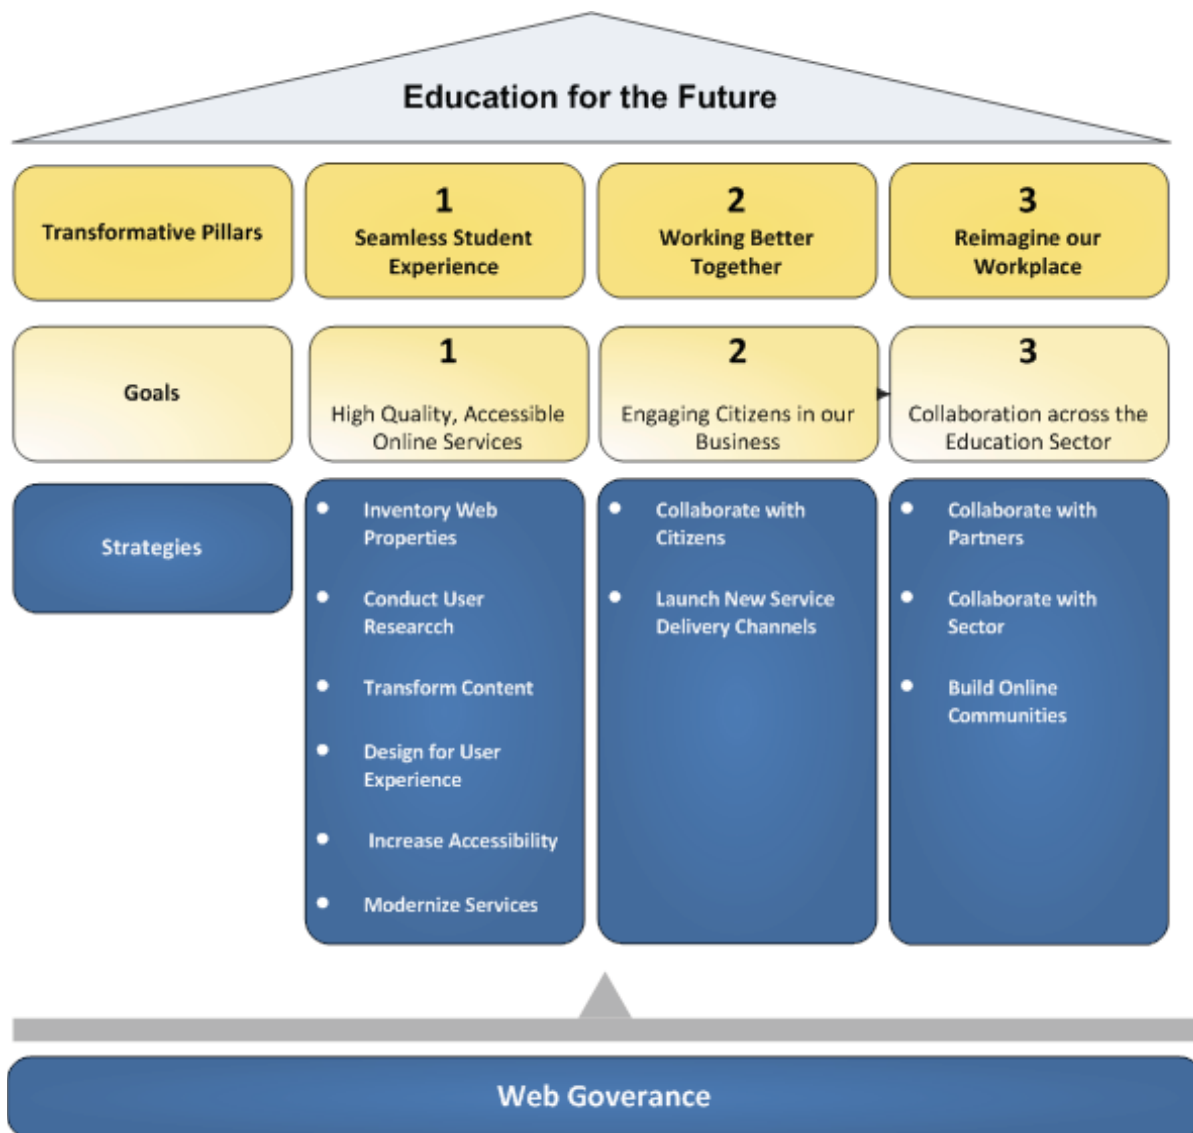 Education for the Future
Transformative Pillars
1
Seamless Student
Experience
2
Working Better
Together
3
Reimagine our
Workplace
Goals
1
High Quality, Accessible
Online Services
2
Engaging Citizens in our
Business
3
Collaboration across the
Education Sector
Strategies
• Inventory Web
Properties
• Conduct User
Researcch
• Transform Content
• Design for User
Experience
• Increase Accessibility
• Modernize Services
• Collaborate with
Citizens
• Launch New Service
Delivery Channels
• Collaborate with
Partners
• Collaborate with
Sector
• Build Online
Communities
Web Goverance